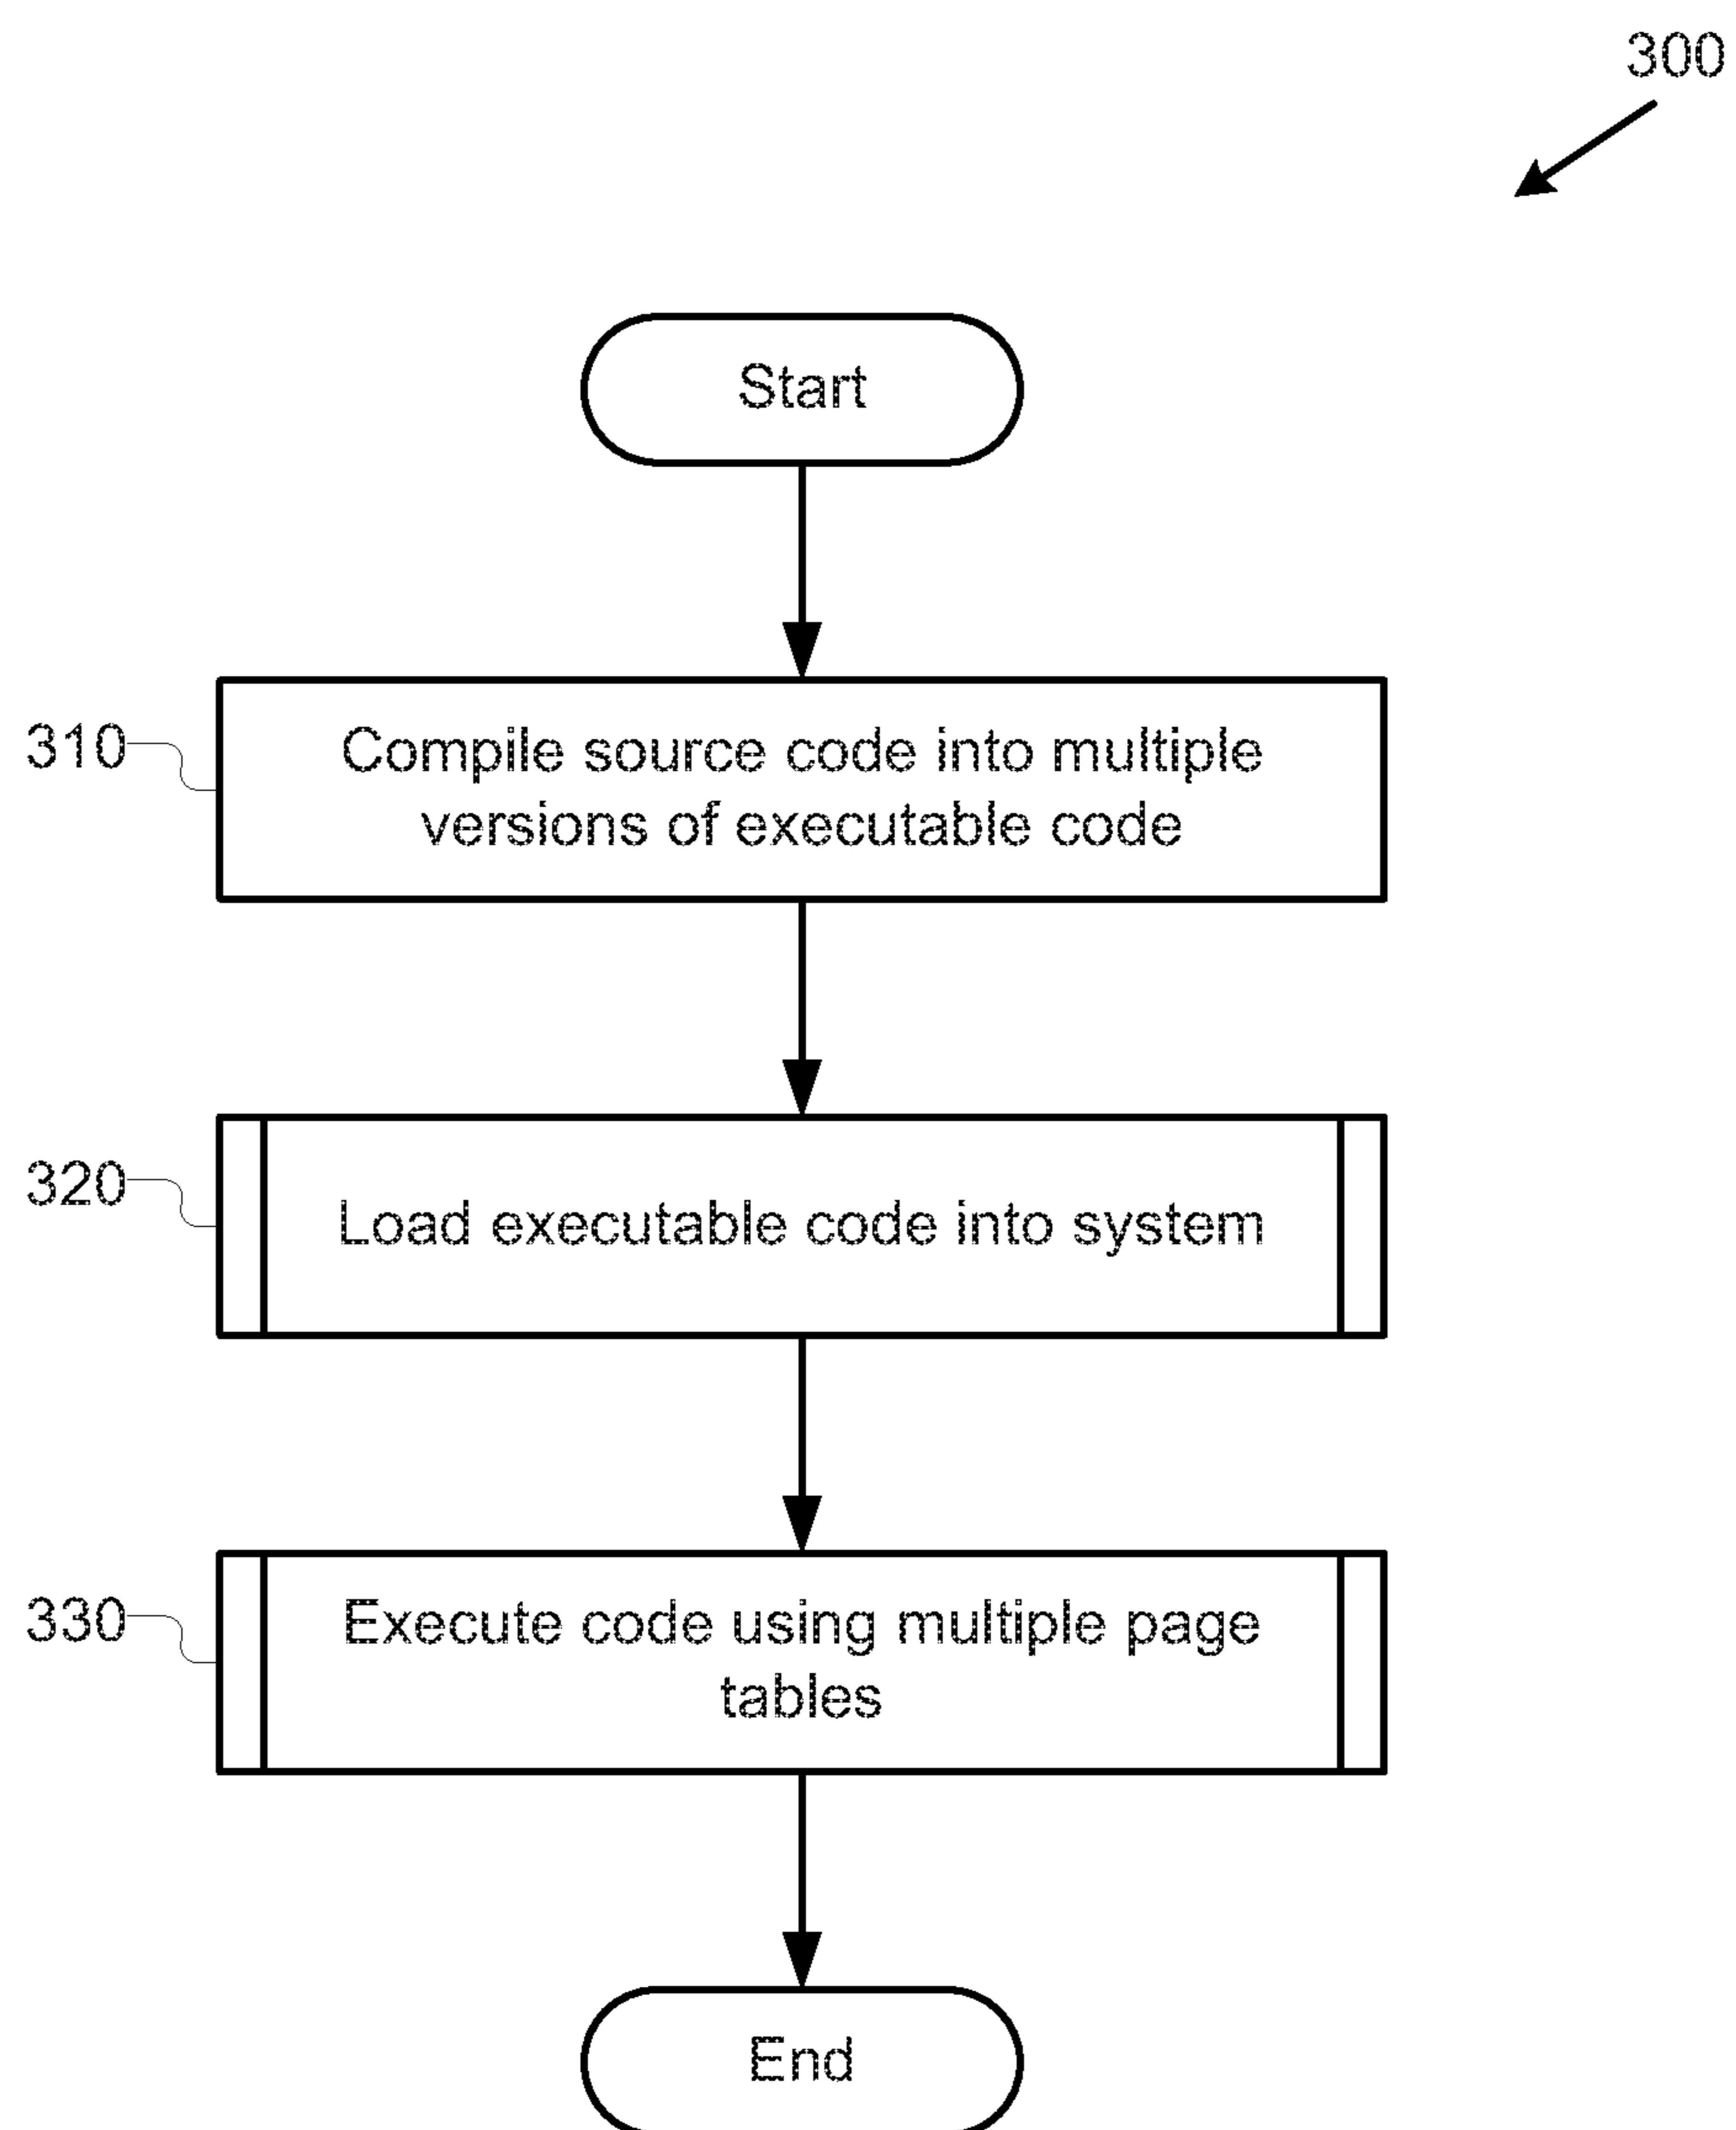 300
Start
310
Compile source code into multiple
versions of executable code
320
Load executable code into system
330
Execute code using multiple page
tables
End